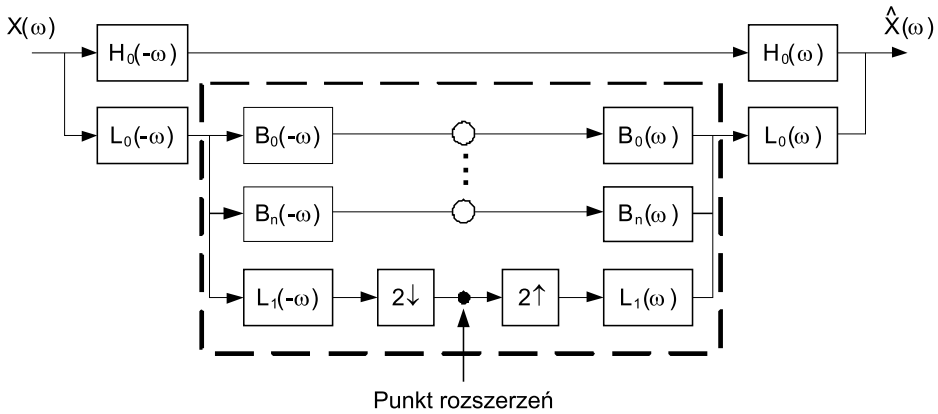 X(ω) X̂(ω)
H₀(-ω) H₀(ω)
L₀(-ω) L₀(ω)
B₀(-ω) B₀(ω)
Bₙ(-ω) Bₙ(ω)
L₁(-ω) 2↓ 2↑ L₁(ω)
Punkt rozszerzeń